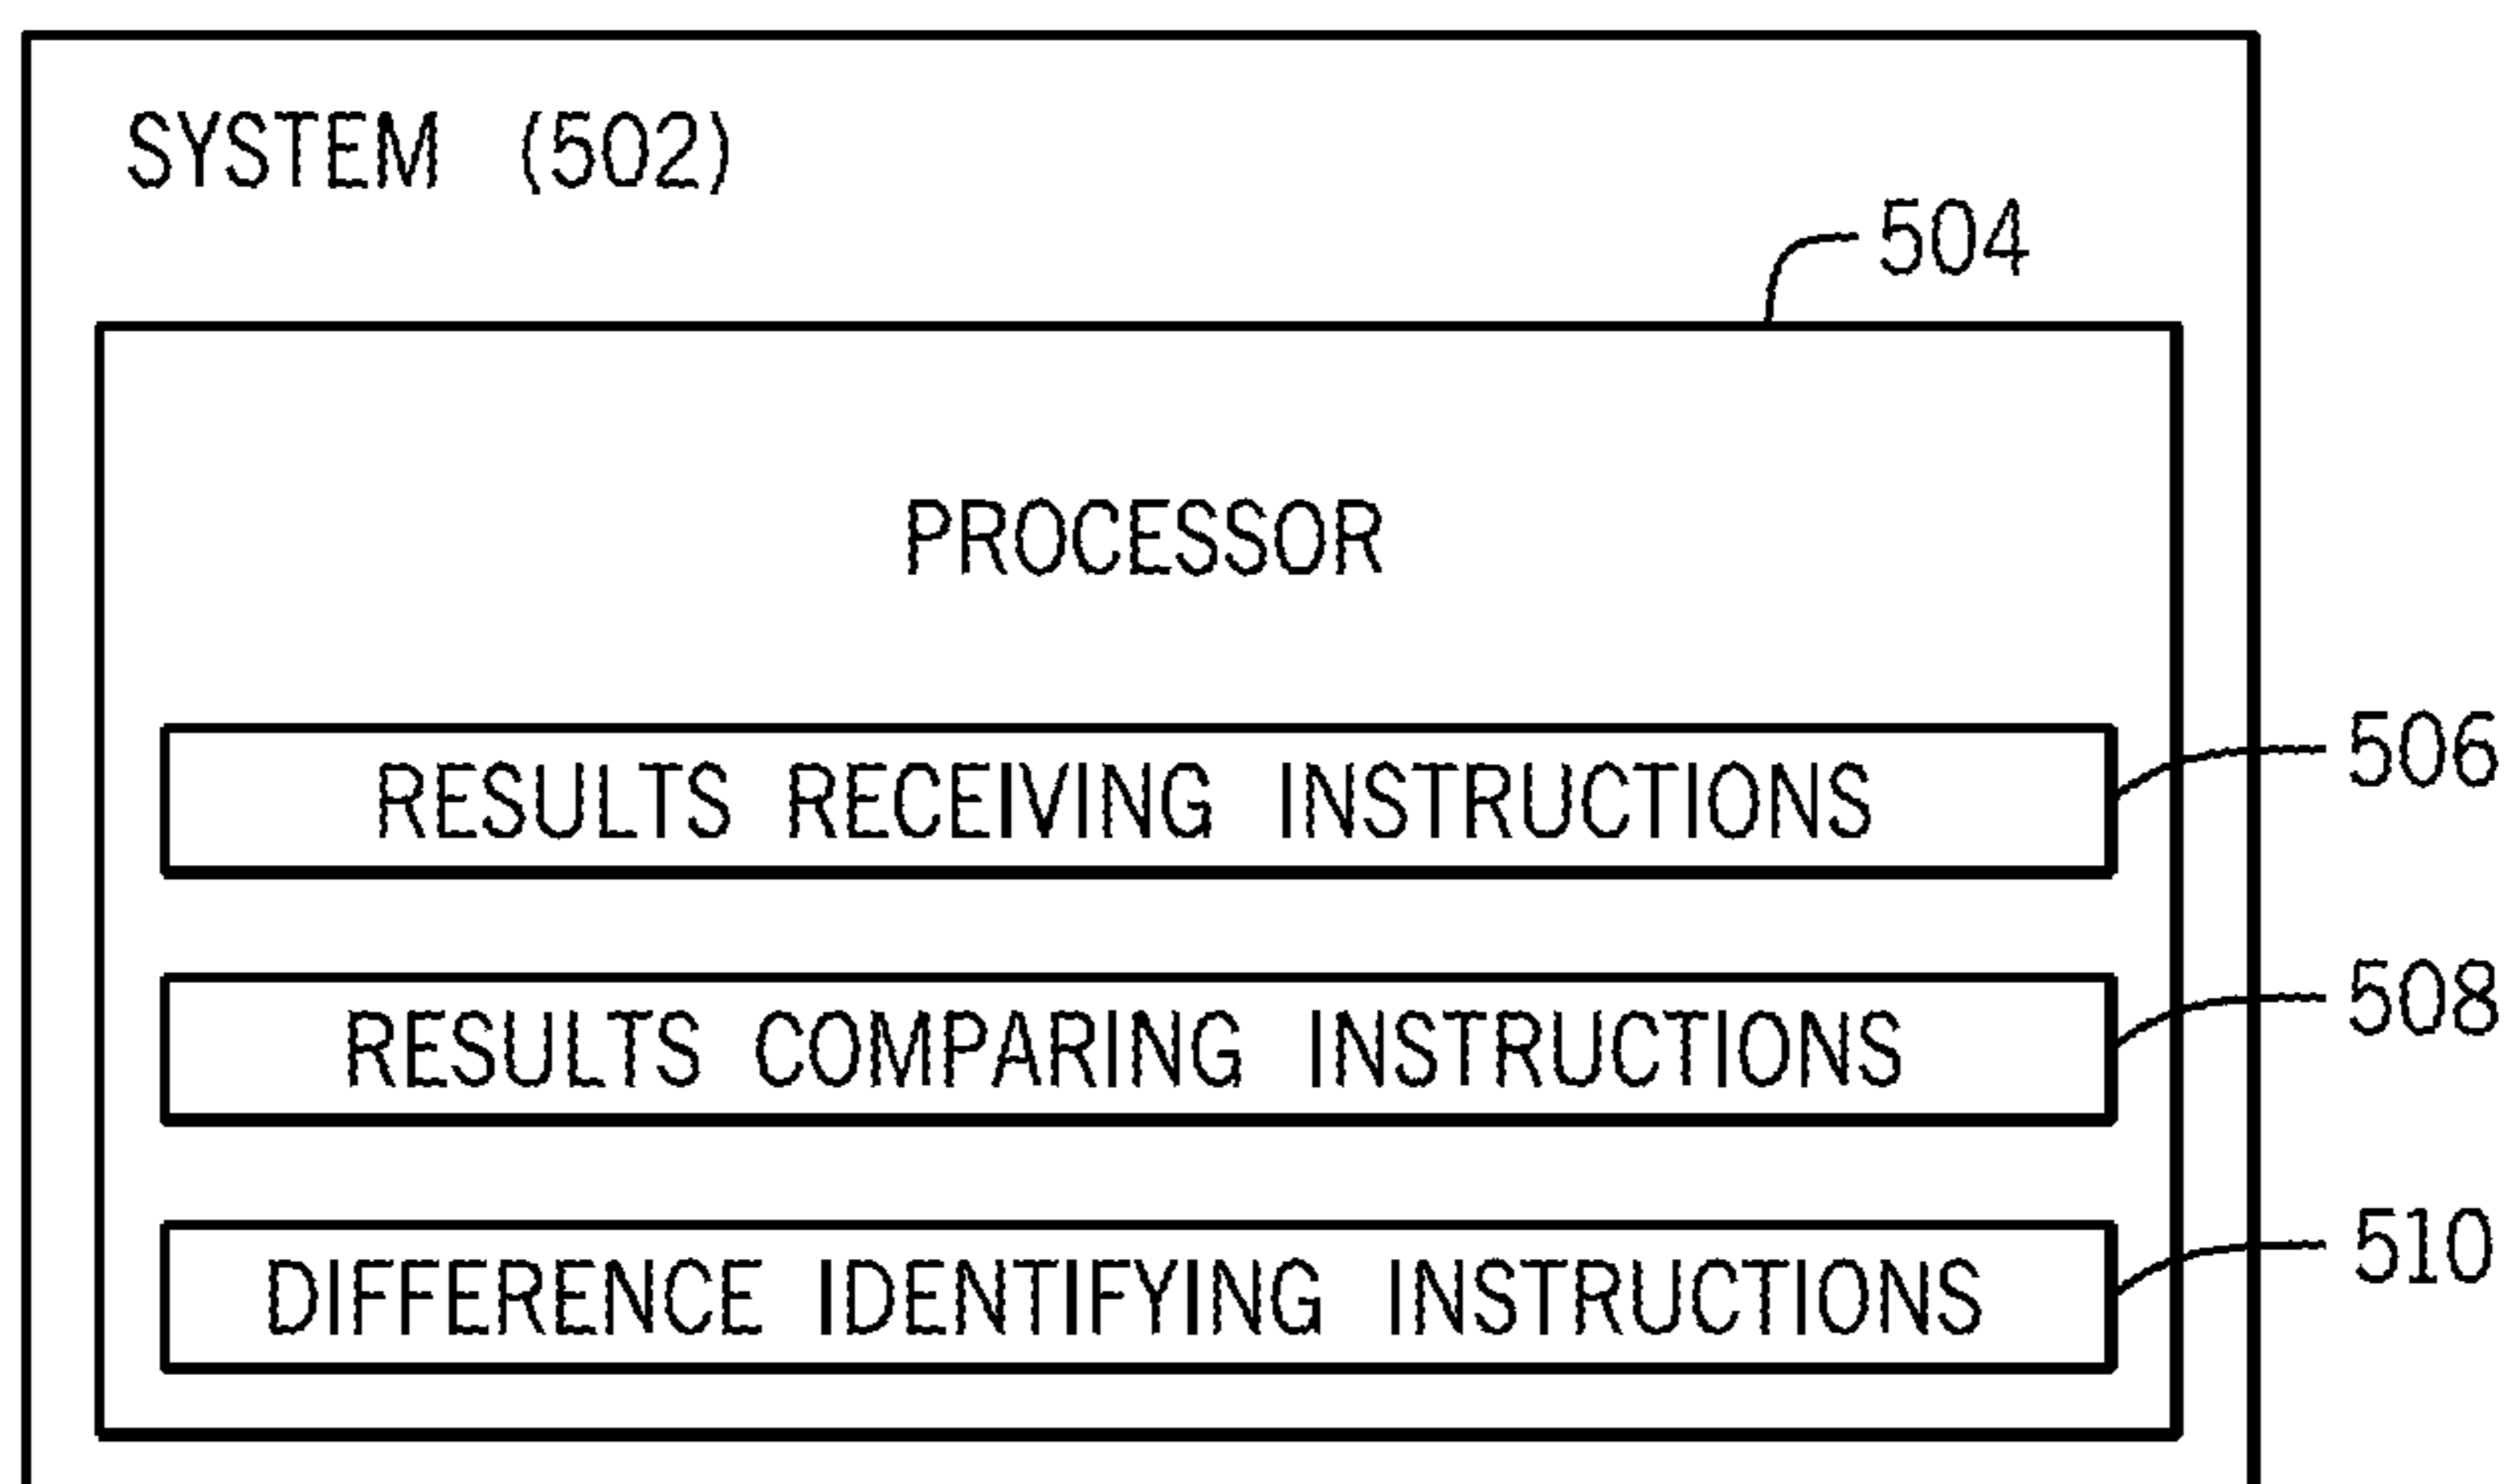 SYSTEM (502)
504
PROCESSOR
RESULTS RECEIVING INSTRUCTIONS
506
RESULTS COMPARING INSTRUCTIONS
508
DIFFERENCE IDENTIFYING INSTRUCTIONS
510